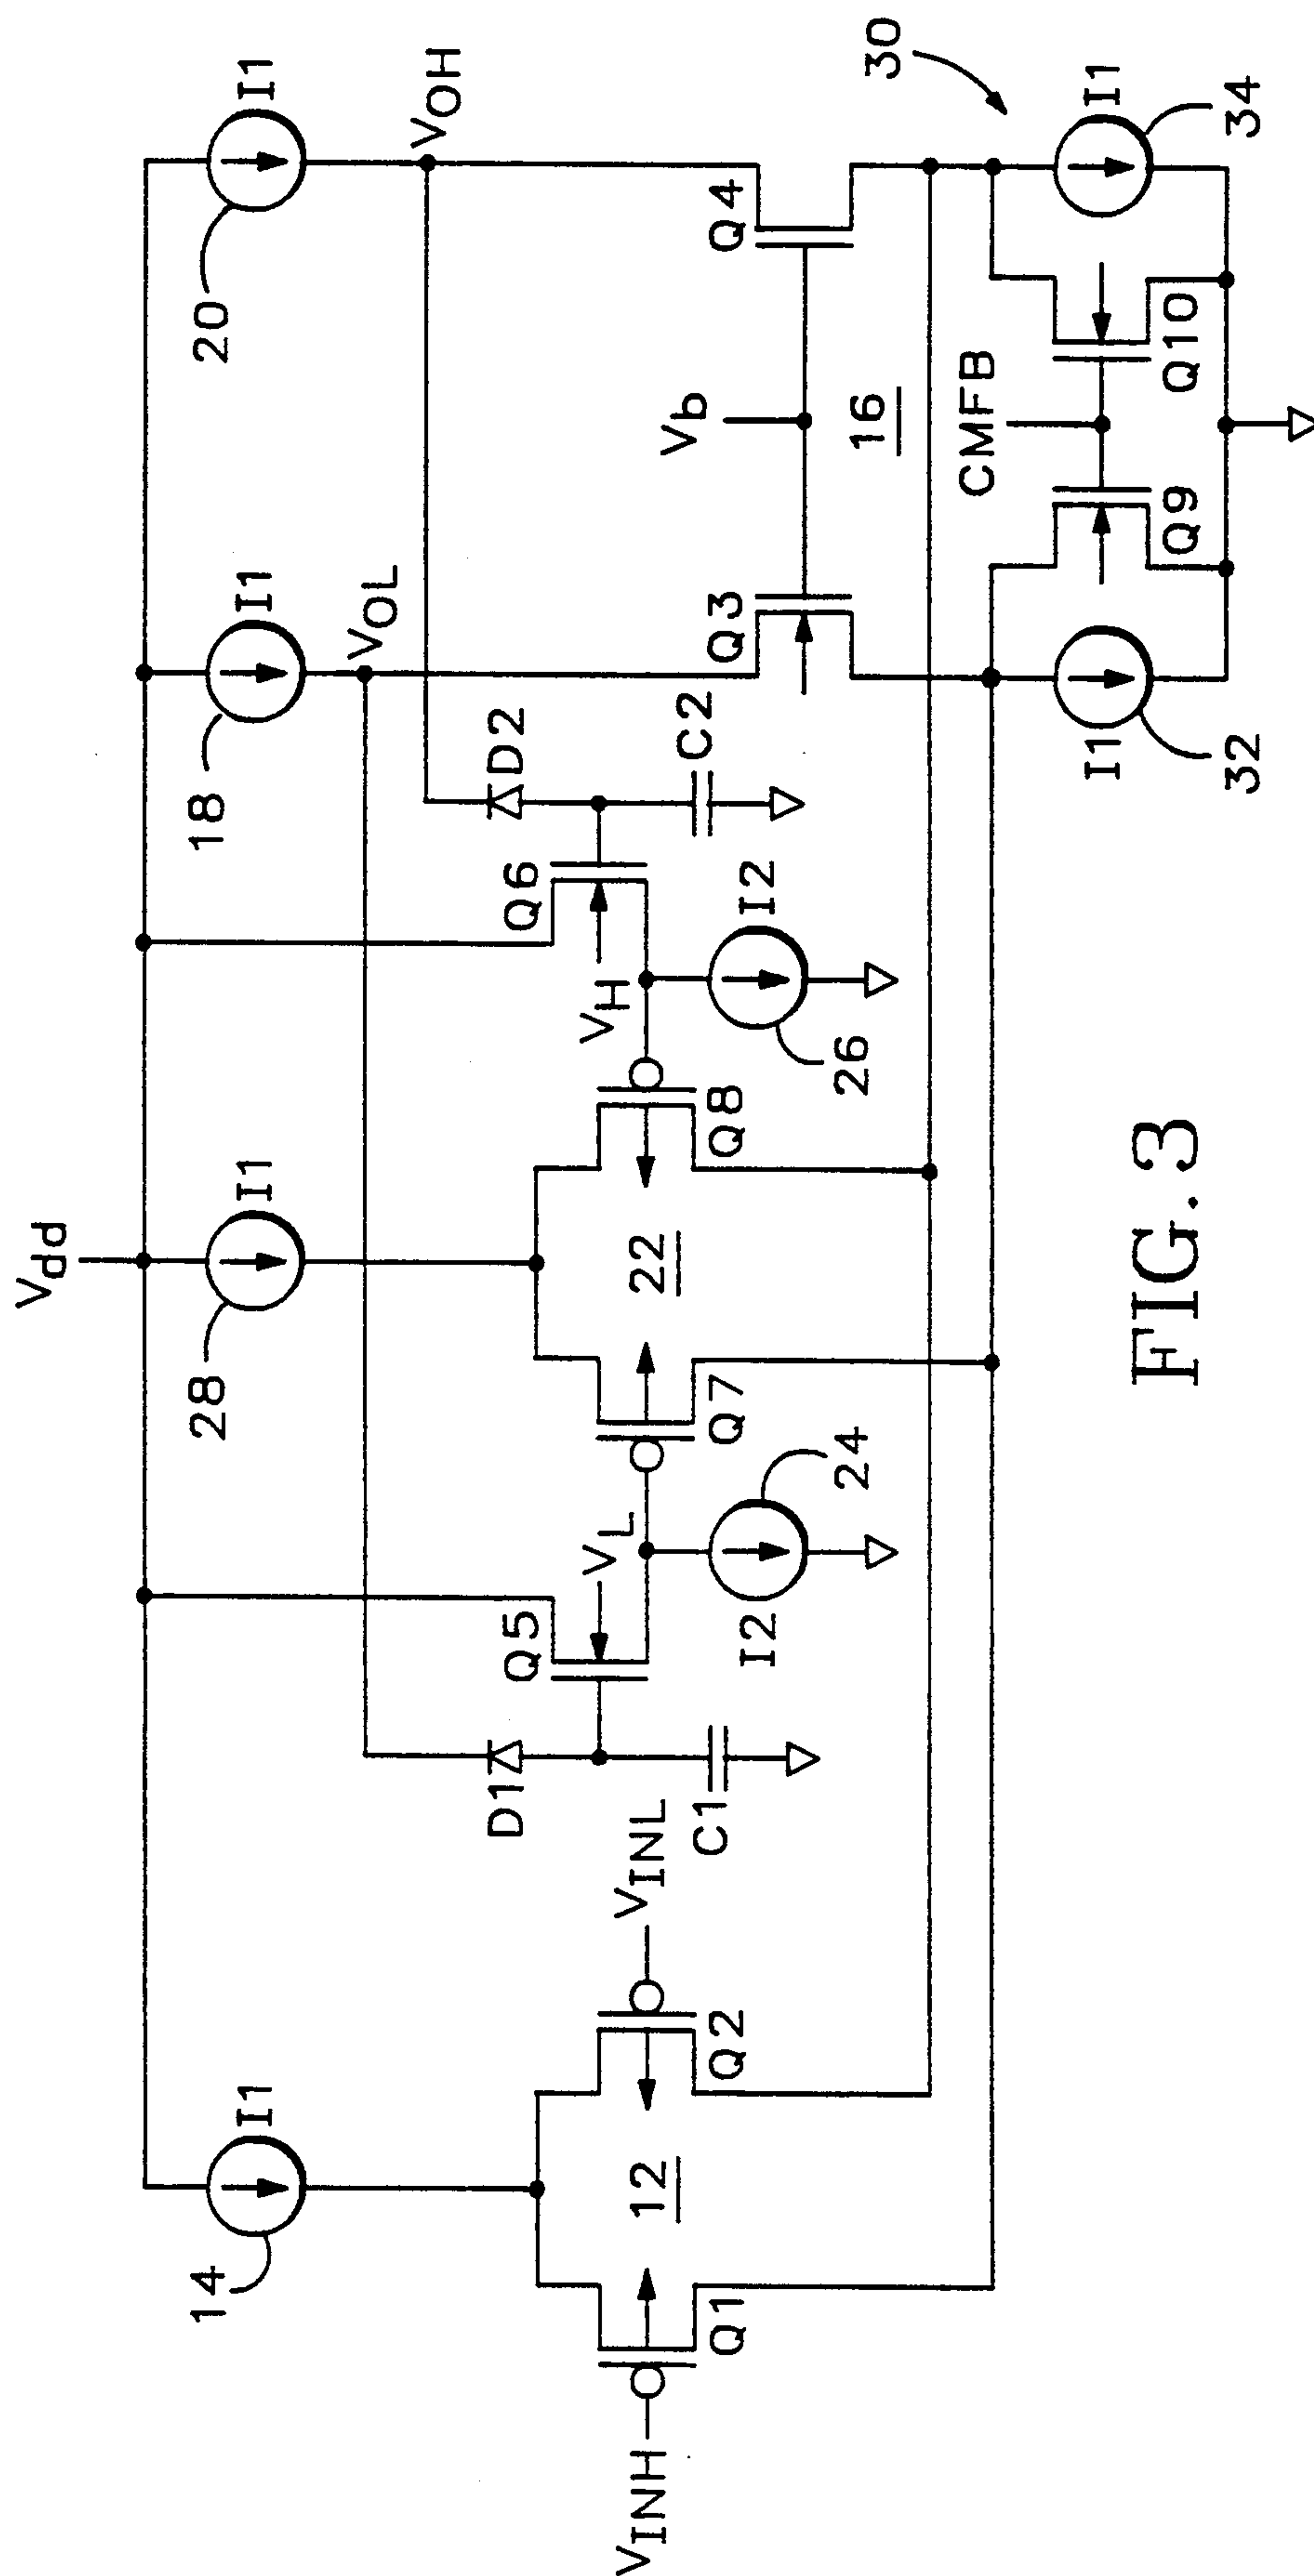 Vdd
14
I1
28
I1
18
I1
20
I1
VOL
VOH
VINH
Q1
12
Q2
VINL
D1
C1
Q5
VL
I2
24
Q7
22
Q8
VH
Q6
I2
26
D2
C2
Q3
Vb
Q4
16
30
CMFB
I1
32
Q9
Q10
I1
34
FIG. 3